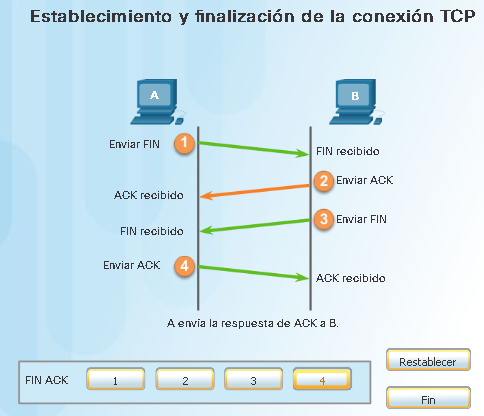 Establecimiento y finalización de la conexión TCP
A
B
Enviar FIN
1
FIN recibido
2
Enviar ACK
ACK recibido
3
Enviar FIN
FIN recibido
Enviar ACK
4
ACK recibido
A envía la respuesta de ACK a B.
Restablecer
FIN ACK
1
2
3
4
Fin